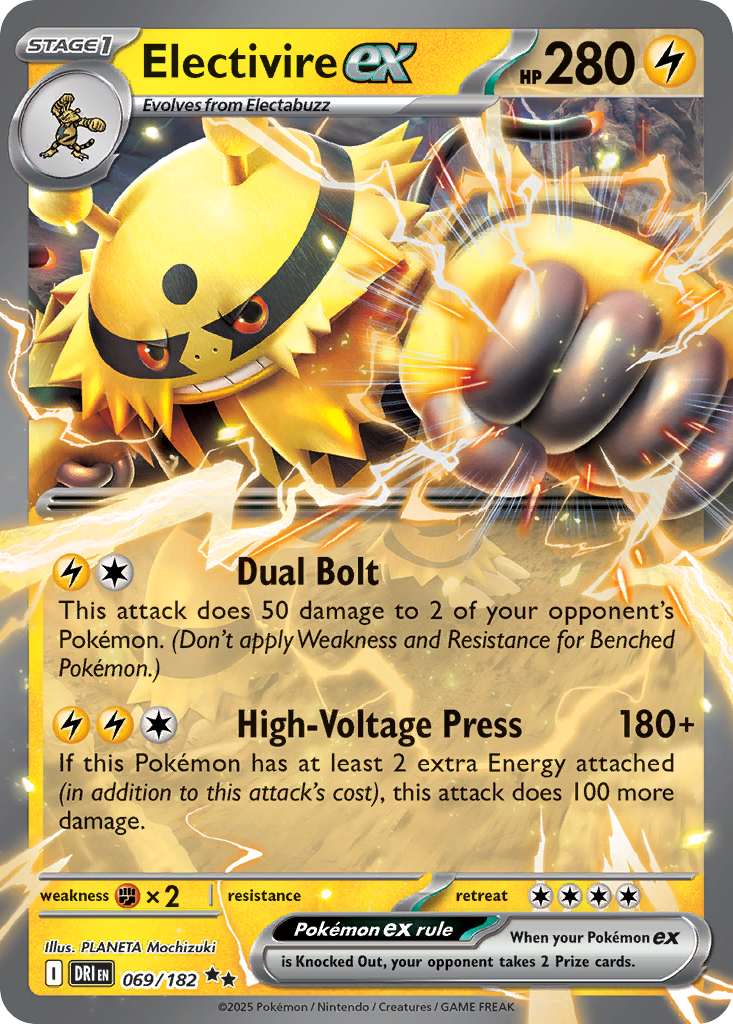 STAGE 1
Electivire ex
HP 280
Evolves from Electabuzz
Dual Bolt
This attack does 50 damage to 2 of your opponent's
Pokémon. (Don't apply Weakness and Resistance for Benched
Pokémon.)
High-Voltage Press 180+
If this Pokémon has at least 2 extra Energy attached
(in addition to this attack's cost), this attack does 100 more
damage.
weakness × 2 resistance retreat
Illus. PLANETA Mochizuki
Pokémon ex rule
When your Pokémon ex
is Knocked Out, your opponent takes 2 Prize cards.
I DRI EN 069/182
©2025 Pokémon / Nintendo / Creatures / GAME FREAK